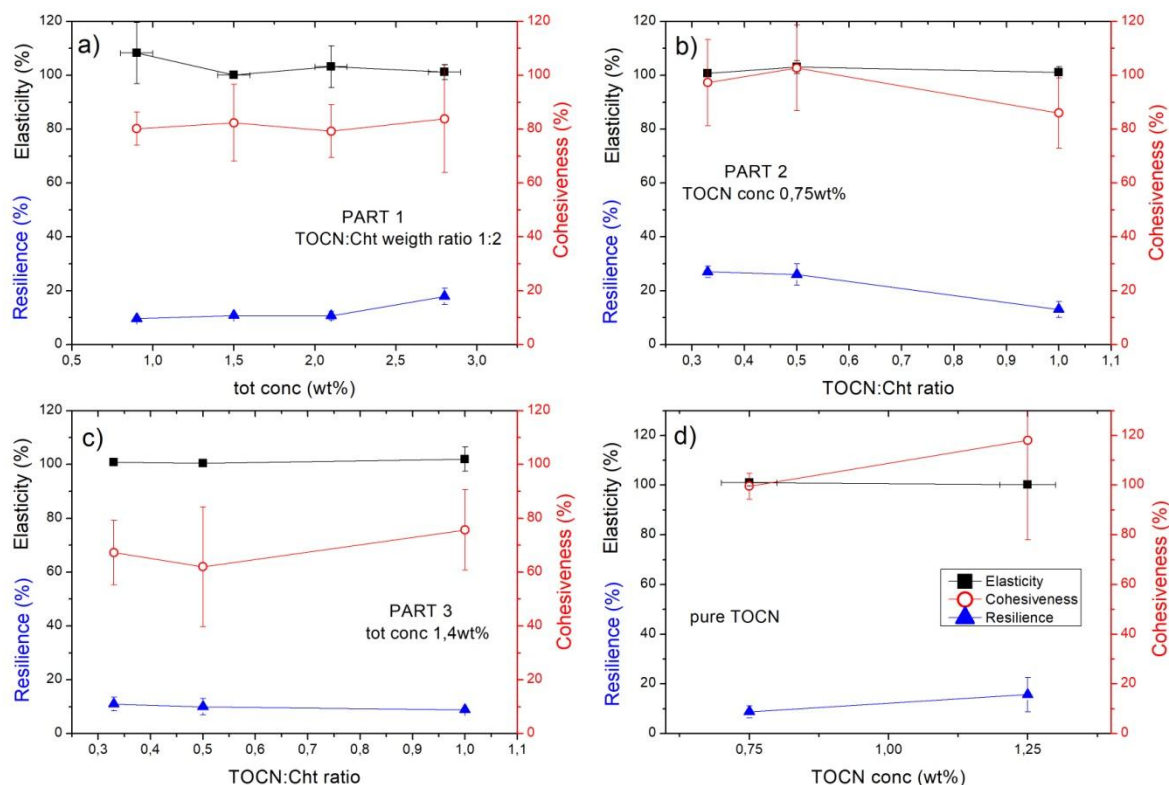 a)
Elasticity (%)
Resilience (%)
Cohesiveness (%)
120
100
80
60
40
20
0
120
100
80
60
40
20
0
PART 1
TOCN:Cht weigth ratio 1:2
0,5 1,0 1,5 2,0 2,5 3,0
tot conc (wt%)
b)
Elasticity (%)
Resilience (%)
Cohesiveness (%)
120
100
80
60
40
20
0
120
100
80
60
40
20
0
PART 2
TOCN conc 0,75wt%
0,3 0,4 0,5 0,6 0,7 0,8 0,9 1,0 1,1
TOCN:Cht ratio
c)
Elasticity (%)
Resilience (%)
Cohesiveness (%)
120
100
80
60
40
20
0
120
100
80
60
40
20
0
PART 3
tot conc 1,4wt%
0,3 0,4 0,5 0,6 0,7 0,8 0,9 1,0 1,1
TOCN:Cht ratio
d)
Elasticity (%)
Resilience (%)
Cohesiveness (%)
120
100
80
60
40
20
0
120
100
80
60
40
20
0
Elasticity
Cohesiveness
Resilience
pure TOCN
0,75 1,00 1,25
TOCN conc (wt%)